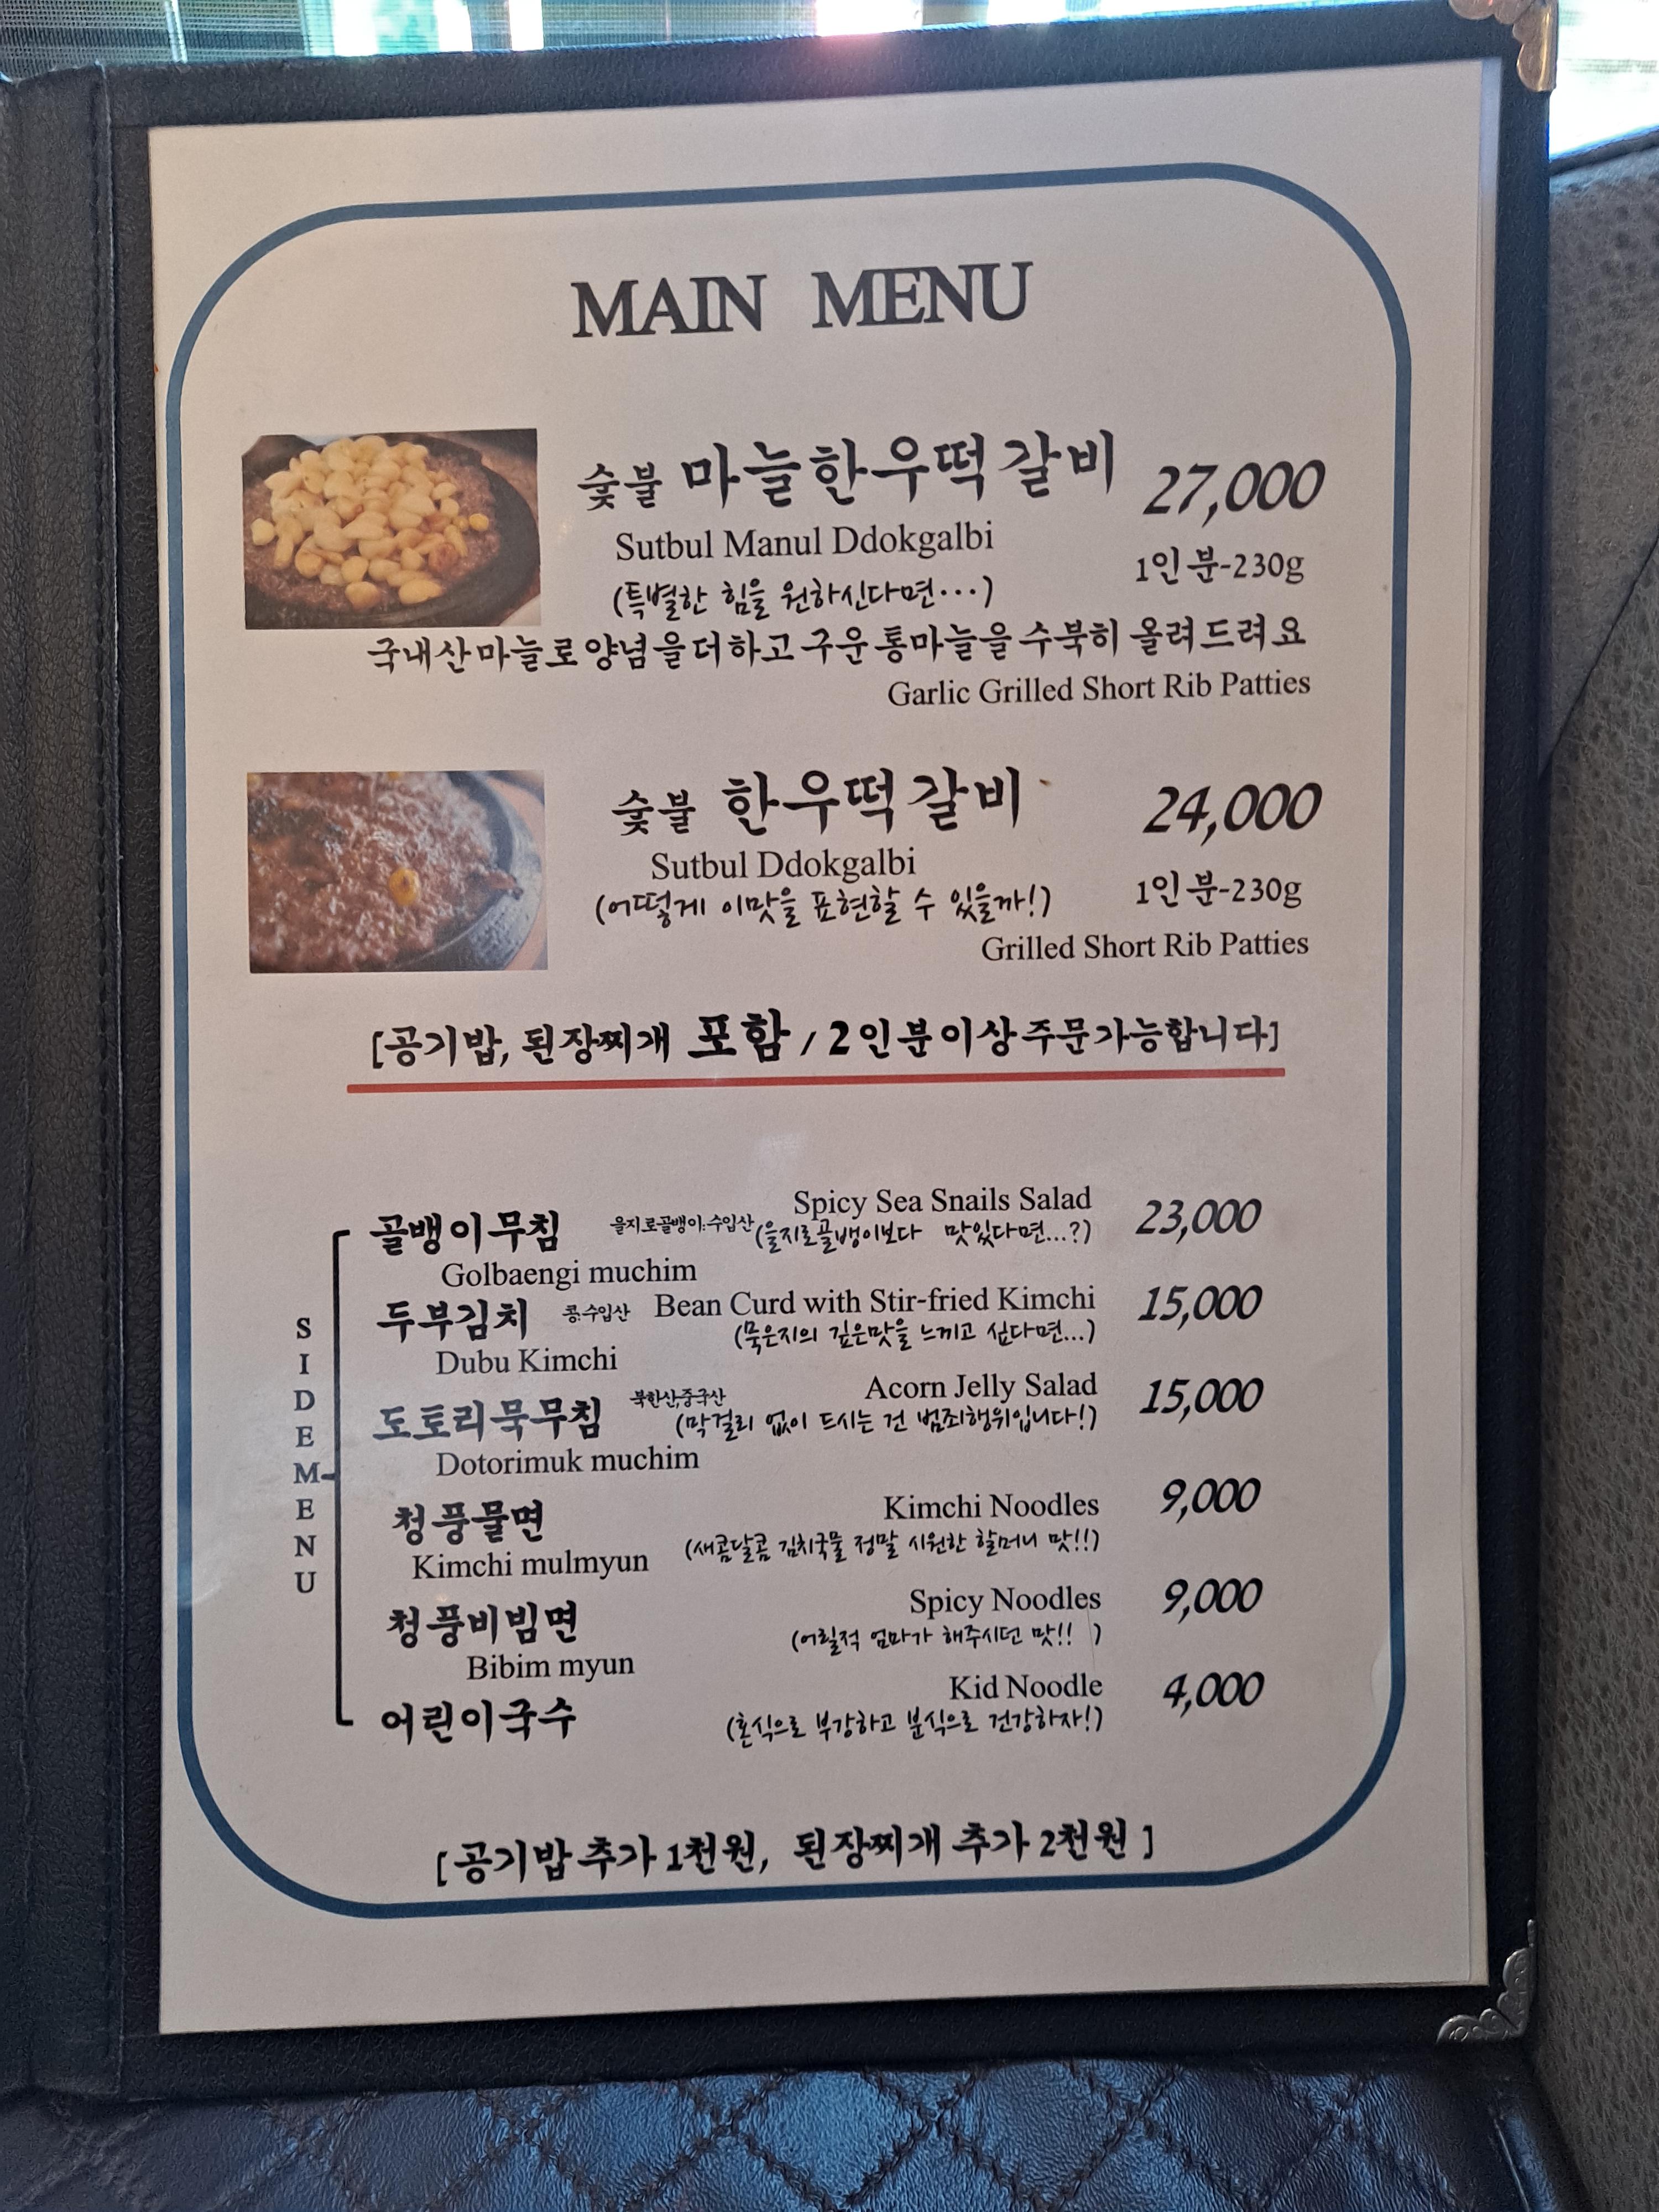 MAIN MENU
숯불 마늘한우떡갈비 27,000
Sutbul Manul Ddokgalbi
1인분-230g
(특별한 힘을 원하신다면···)
국내산마늘로양념을더하고구운통마늘을수북히올려드려요
Garlic Grilled Short Rib Patties
숯불 한우떡갈비 24,000
Sutbul Ddokgalbi
1인분-230g
(어떻게 이맛을 표현할 수 있을까!)
Grilled Short Rib Patties
[공기밥, 된장찌개 포함 / 2인분이상주문가능합니다]
SIDE MENU
Spicy Sea Snails Salad
골뱅이무침 을지로골뱅이:수입산 (을지로골뱅이보다 맛있다면...?) 23,000
Golbaengi muchim
두부김치 콩:수입산 Bean Curd with Stir-fried Kimchi 15,000
(묵은지의 깊은맛을 느끼고 싶다면...)
Dubu Kimchi
Acorn Jelly Salad
도토리묵무침 북한산,중국산 (막걸리 없이 드시는 건 범죄행위입니다!) 15,000
Dotorimuk muchim
청풍물면 Kimchi Noodles 9,000
Kimchi mulmyun (새콤달콤 김치국물 정말 시원한 할머니 맛!!)
청풍비빔면 Spicy Noodles 9,000
(어릴적 엄마가 해주시던 맛!! )
Bibim myun
Kid Noodle 4,000
어린이국수 (혼식으로 부강하고 분식으로 건강하자!)
[공기밥추가1천원, 된장찌개추가2천원]